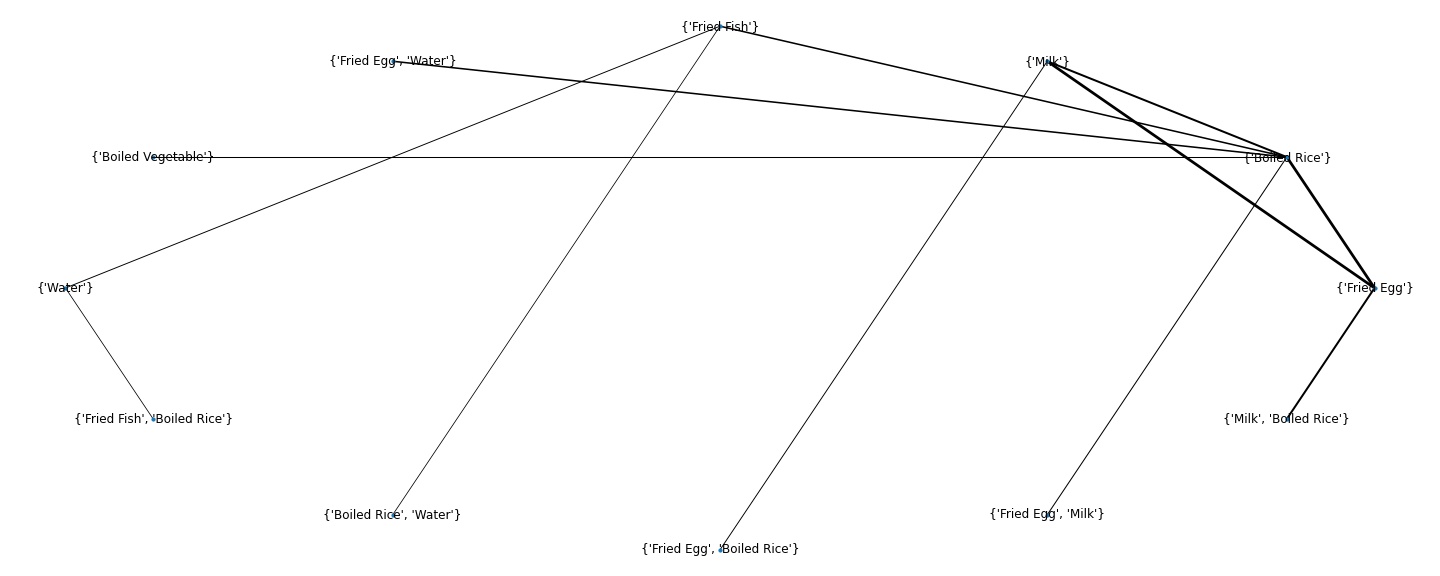 {'Fried Fish'}
{'Fried Egg', 'Water'}
{'Milk'}
{'Boiled Vegetable'}
{'Boiled Rice'}
{'Water'}
{'Fried Egg'}
{'Fried Fish', 'Boiled Rice'}
{'Milk', 'Boiled Rice'}
{'Boiled Rice', 'Water'}
{'Fried Egg', 'Milk'}
{'Fried Egg', 'Boiled Rice'}